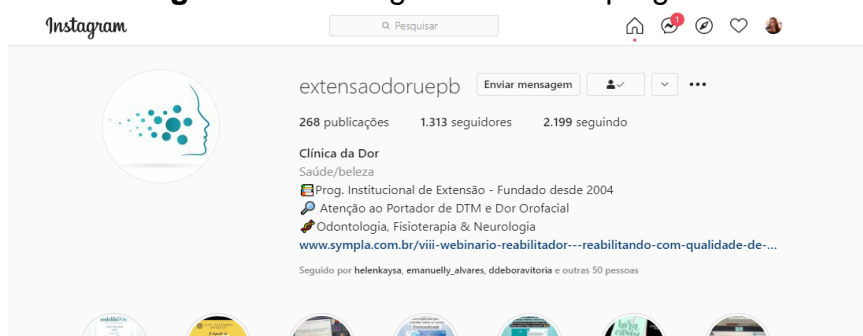 Instagram
Pesquisar
1
extensaodoruepb Enviar mensagem
268 publicações 1.313 seguidores 2.199 seguindo
Clínica da Dor
Saúde/beleza
Prog. Institucional de Extensão - Fundado desde 2004
Atenção ao Portador de DTM e Dor Orofacial
Odontologia, Fisioterapia & Neurologia
www.sympla.com.br/viii-webinario-reabilitador---reabilitando-com-qualidade-de-...
Seguido por helenkaysa, emanuelly_alvares, ddeboravitoria e outras 50 pessoas